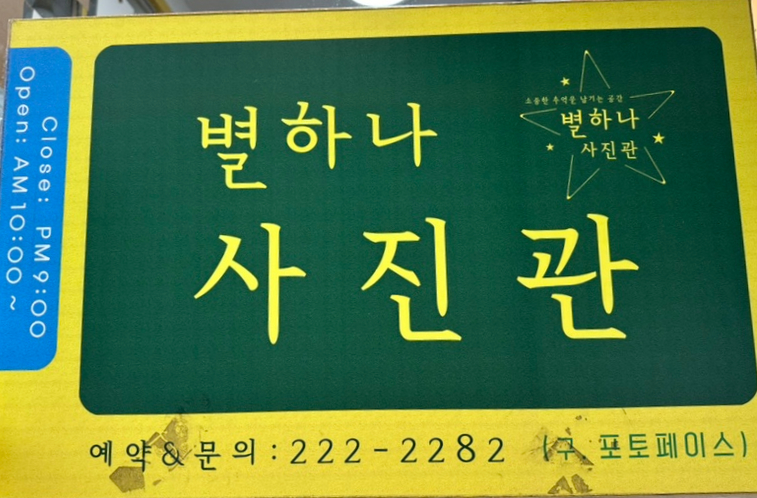 Open: AM 10:00 ~
Close: PM 9:00
별하나
사진관
소중한 추억을 남기는 공간
별하나
사진관
예약&문의:222-2282 (구. 포토페이스)